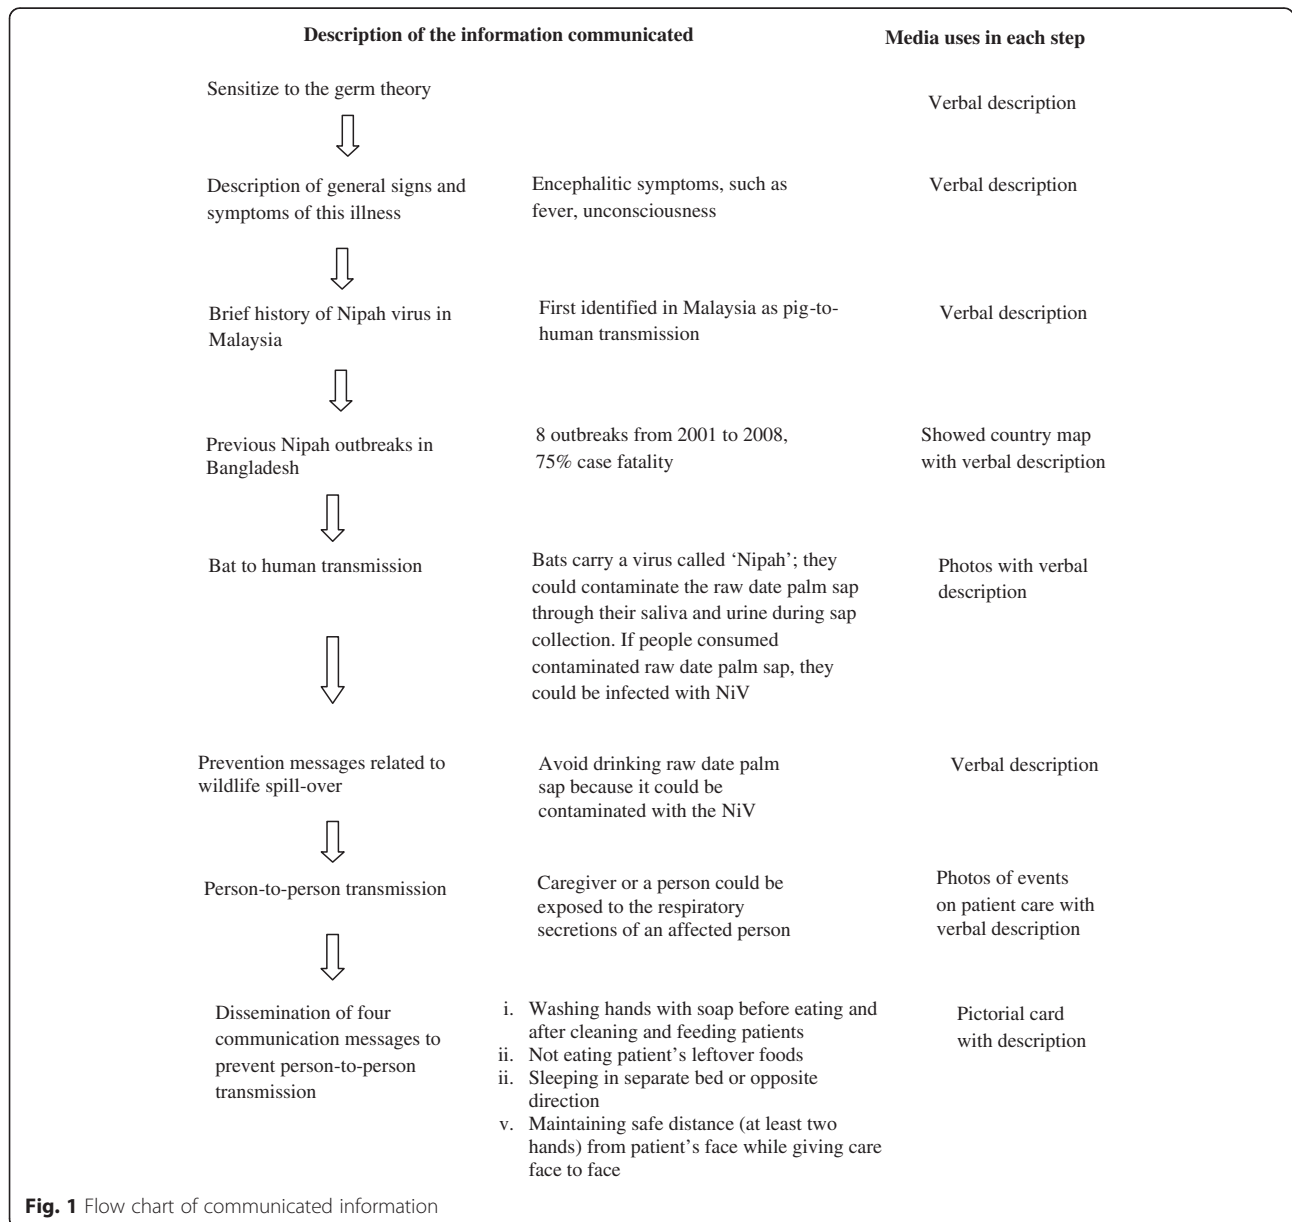 Description of the information communicated
Media uses in each step
Sensitize to the germ theory
Verbal description
Description of general signs and
symptoms of this illness
Encephalitic symptoms, such as
fever, unconsciousness
Verbal description
Brief history of Nipah virus in
Malaysia
First identified in Malaysia as pig-to-
human transmission
Verbal description
Previous Nipah outbreaks in
Bangladesh
8 outbreaks from 2001 to 2008,
75% case fatality
Showed country map
with verbal description
Bat to human transmission
Bats carry a virus called ‘Nipah’; they
could contaminate the raw date palm sap
through their saliva and urine during sap
collection. If people consumed
contaminated raw date palm sap, they
could be infected with NiV
Photos with verbal
description
Prevention messages related to
wildlife spill-over
Avoid drinking raw date palm
sap because it could be
contaminated with the NiV
Verbal description
Person-to-person transmission
Caregiver or a person could be
exposed to the respiratory
secretions of an affected person
Photos of events
on patient care with
verbal description
Dissemination of four
communication messages to
prevent person-to-person
transmission
i. Washing hands with soap before eating and
after cleaning and feeding patients
ii. Not eating patient’s leftover foods
ii. Sleeping in separate bed or opposite
direction
v. Maintaining safe distance (at least two
hands) from patient’s face while giving care
face to face
Pictorial card
with description
Fig. 1 Flow chart of communicated information